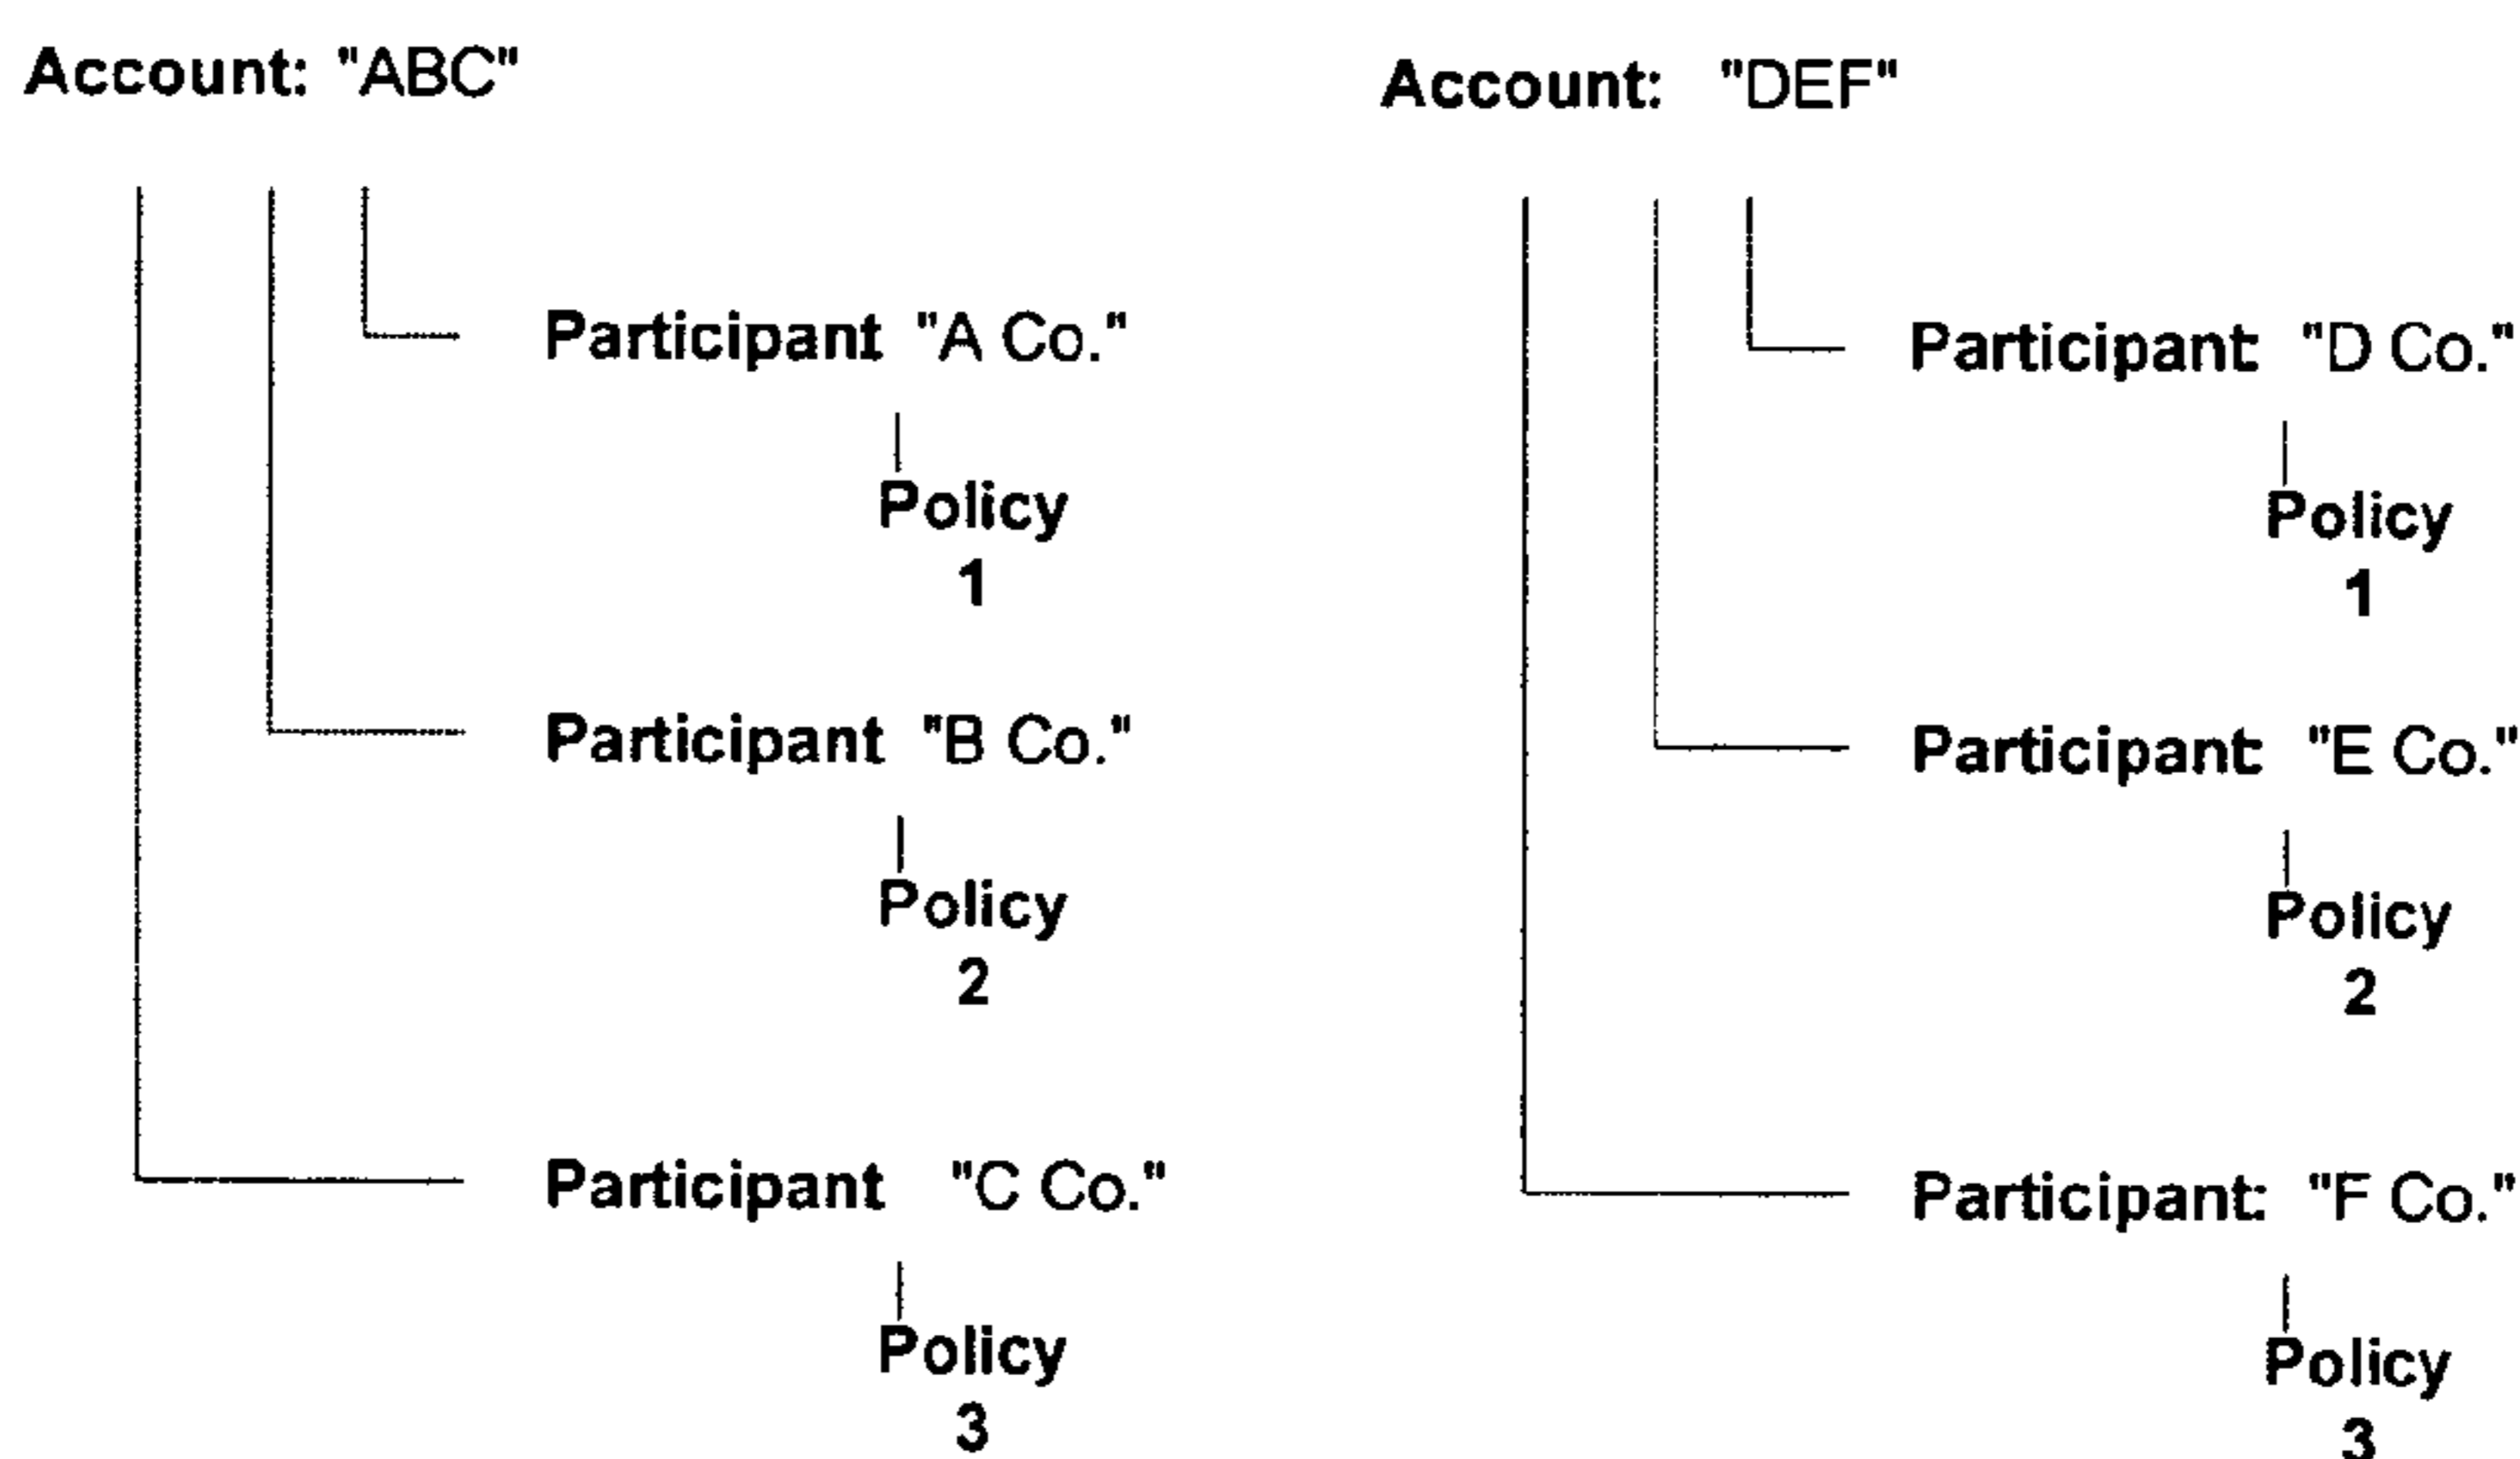 Account: "ABC"
Participant "A Co."
Policy
1
Participant "B Co."
Policy
2
Participant "C Co."
Policy
3
Account: "DEF"
Participant: "D Co."
Policy
1
Participant: "E Co."
Policy
2
Participant: "F Co."
Policy
3